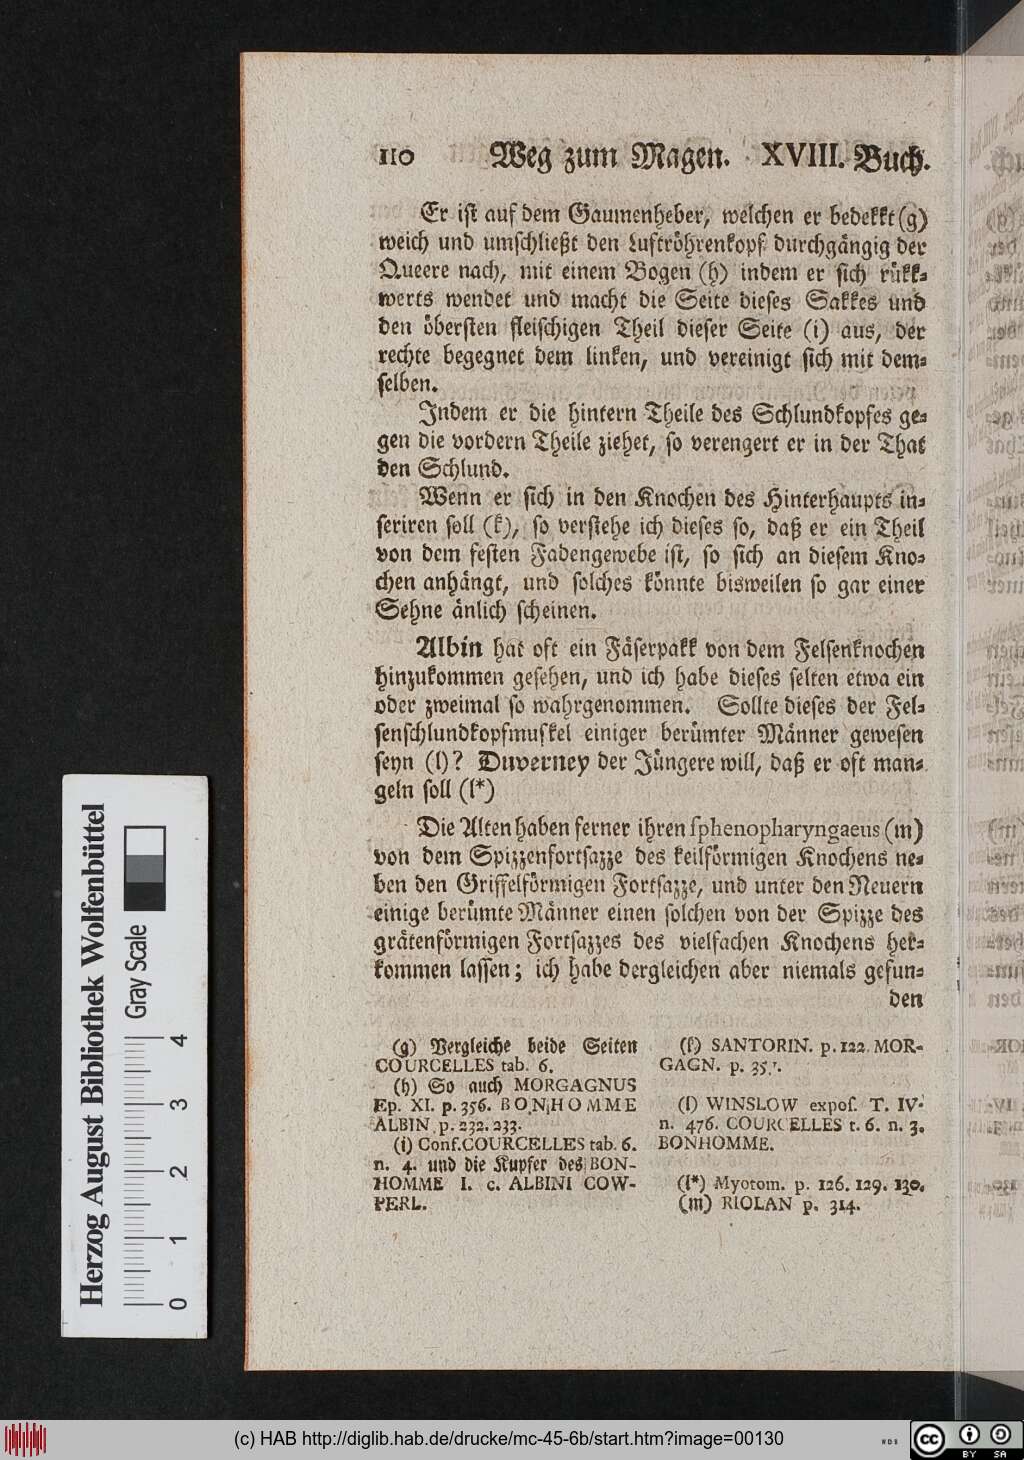 110 Weg zum Magen. XVIII. Buch.
Er ist auf dem Gaumenheber, welchen er bedekkt (g)
weich und umschließt den Luftröhrenkopf durchgängig der
Queere nach, mit einem Bogen (h) indem er sich rükk-
werts wendet und macht die Seite dieses Sakkes und
den öbersten fleischigen Theil dieser Seite (i) aus, der
rechte begegnet dem linken, und vereinigt sich mit dem-
selben.
Indem er die hintern Theile des Schlundkopfes ge-
gen die vordern Theile ziehet, so verengert er in der That
den Schlund.
Wenn er sich in den Knochen des Hinterhaupts in-
seriren soll (k), so verstehe ich dieses so, daß er ein Theil
von dem festen Fadengewebe ist, so sich an diesem Kno-
chen anhängt, und solches könnte bisweilen so gar einer
Sehne änlich scheinen.
Albin hat oft ein Fäserpakk von dem Felsenknochen
hinzukommen gesehen, und ich habe dieses selten etwa ein
oder zweimal so wahrgenommen. Sollte dieses der Fel-
senschlundkopfmuskel einiger berümter Männer gewesen
seyn (l)? Duverney der Jüngere will, daß er oft man-
geln soll (l*)
Die Alten haben ferner ihren sphenopharyngaeus (m)
von dem Spizzenfortsazze des keilförmigen Knochens ne-
ben den Griffelförmigen Fortsazze, und unter den Neuern
einige berümte Männer einen solchen von der Spizze des
grätenförmigen Fortsazzes des vielfachen Knochens her-
kommen lassen; ich habe dergleichen aber niemals gefun-
den
(g) Vergleiche beide Seiten
COURCELLES tab. 6.
(h) So auch MORGAGNUS
Ep. XI. p. 356. BONHOMME
ALBIN p. 232. 233.
(i) Conf. COURCELLES tab. 6.
n. 4. und die Kupfer des BON-
HOMME I. c. ALBINI COW-
PERL.
(k) SANTORIN. p. 122. MOR-
GAGN. p.
(l) WINSLOW expos. T. IV.
n. 476. COURCELLES t. 6. n. 3.
BONHOMME.
(l*) Myotom. p. 126. 129. 130.
(m) RIOLAN p. 314.
Herzog August Bibliothek Wolfenbüttel
Gray Scale
0 1 2 3 4
(c) HAB http://diglib.hab.de/drucke/mc-45-6b/start.htm?image=00130
cc BY SA